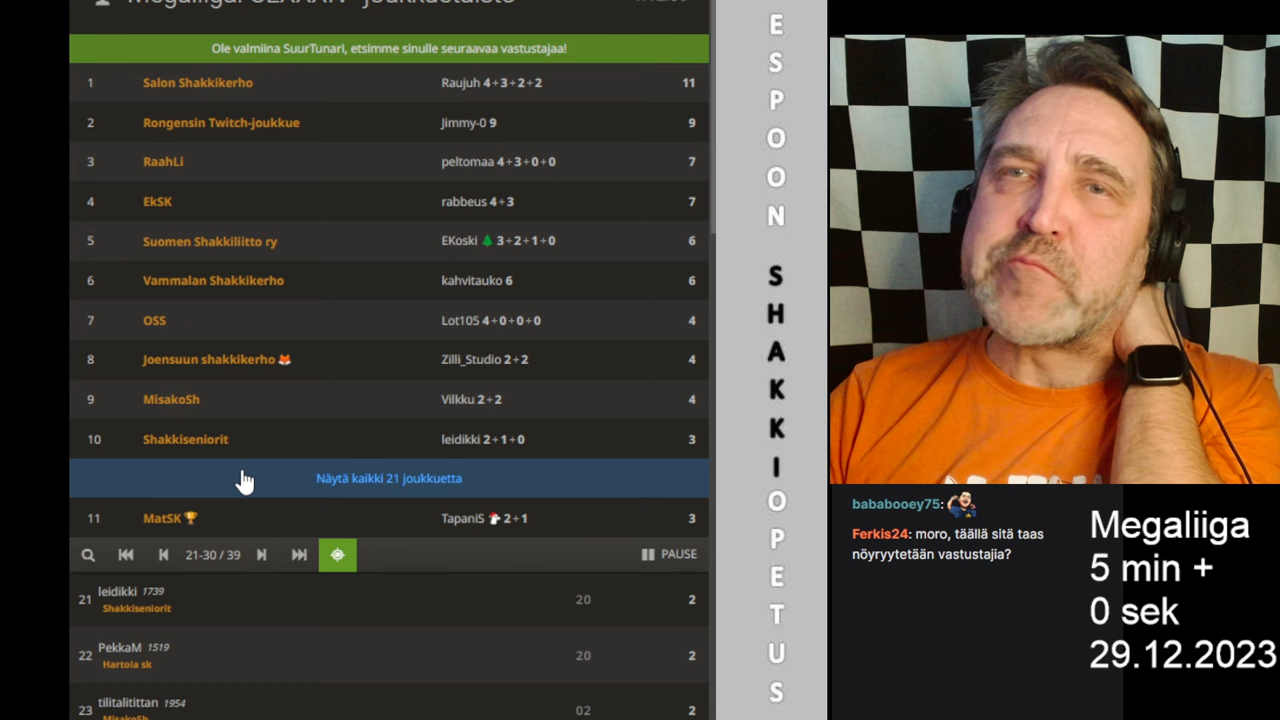 Ole valmiina SuurTunari, etsimme sinulle seuraavaa vastustajaa!
1 Salon Shakkikerho Raujuh 4+3+2+2 11
2 Rongensin Twitch-joukkue Jimmy-0 9 9
3 RaahLi peltomaa 4+3+0+0 7
4 EkSK rabbeus 4+3 7
5 Suomen Shakkiliitto ry EKoski 🌲 3+2+1+0 6
6 Vammalan Shakkikerho kahvitauko 6 6
7 OSS Lot105 4+0+0+0 4
8 Joensuun shakkikerho 🦊 Zilli_Studio 2+2 4
9 MisakoSh Vilkku 2+2 4
10 Shakkiseniorit leidikki 2+1+0 3
Näytä kaikki 21 joukkuetta
11 MatSK 🏆 TapaniS 2+1 3
21-30 / 39 PAUSE
21 leidikki 1739 20 2
Shakkiseniorit
22 PekkaM 1519 20 2
Hartola sk
23 tilitalitittan 1954 02 2
MisakoSh
ESPOON SHAKKIOPETUS
bababooey75:
Ferkis24: moro, täällä sitä taas
nöyryytetään vastustajia?
Megaliiga
5 min +
0 sek
29.12.2023